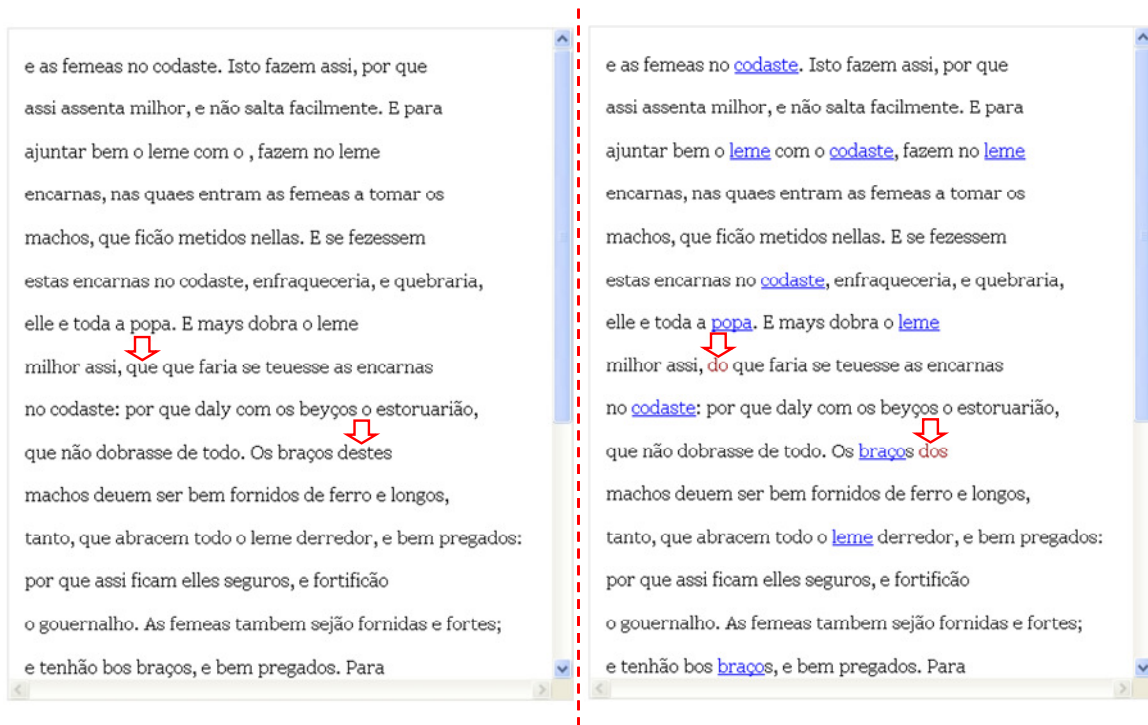 e as femeas no codaste. Isto fazem assi, por que
assi assenta milhor, e não salta facilmente. E para
ajuntar bem o leme com o , fazem no leme
encarnas, nas quaes entram as femeas a tomar os
machos, que ficão metidos nellas. E se fezessem
estas encarnas no codaste, enfraqueceria, e quebraria,
elle e toda a popa. E mays dobra o leme
milhor assi, que que faria se teuesse as encarnas
no codaste: por que daly com os beyços o estoruarião,
que não dobrasse de todo. Os braços destes
machos deuem ser bem fornidos de ferro e longos,
tanto, que abracem todo o leme derredor, e bem pregados:
por que assi ficam elles seguros, e fortificão
o gouernalho. As femeas tambem sejão fornidas e fortes;
e tenhão bos braços, e bem pregados. Para
e as femeas no codaste. Isto fazem assi, por que
assi assenta milhor, e não salta facilmente. E para
ajuntar bem o leme com o codaste, fazem no leme
encarnas, nas quaes entram as femeas a tomar os
machos, que ficão metidos nellas. E se fezessem
estas encarnas no codaste, enfraqueceria, e quebraria,
elle e toda a popa. E mays dobra o leme
milhor assi, do que faria se teuesse as encarnas
no codaste: por que daly com os beyços o estoruarião,
que não dobrasse de todo. Os braços dos
machos deuem ser bem fornidos de ferro e longos,
tanto, que abracem todo o leme derredor, e bem pregados:
por que assi ficam elles seguros, e fortificão
o gouernalho. As femeas tambem sejão fornidas e fortes;
e tenhão bos braços, e bem pregados. Para